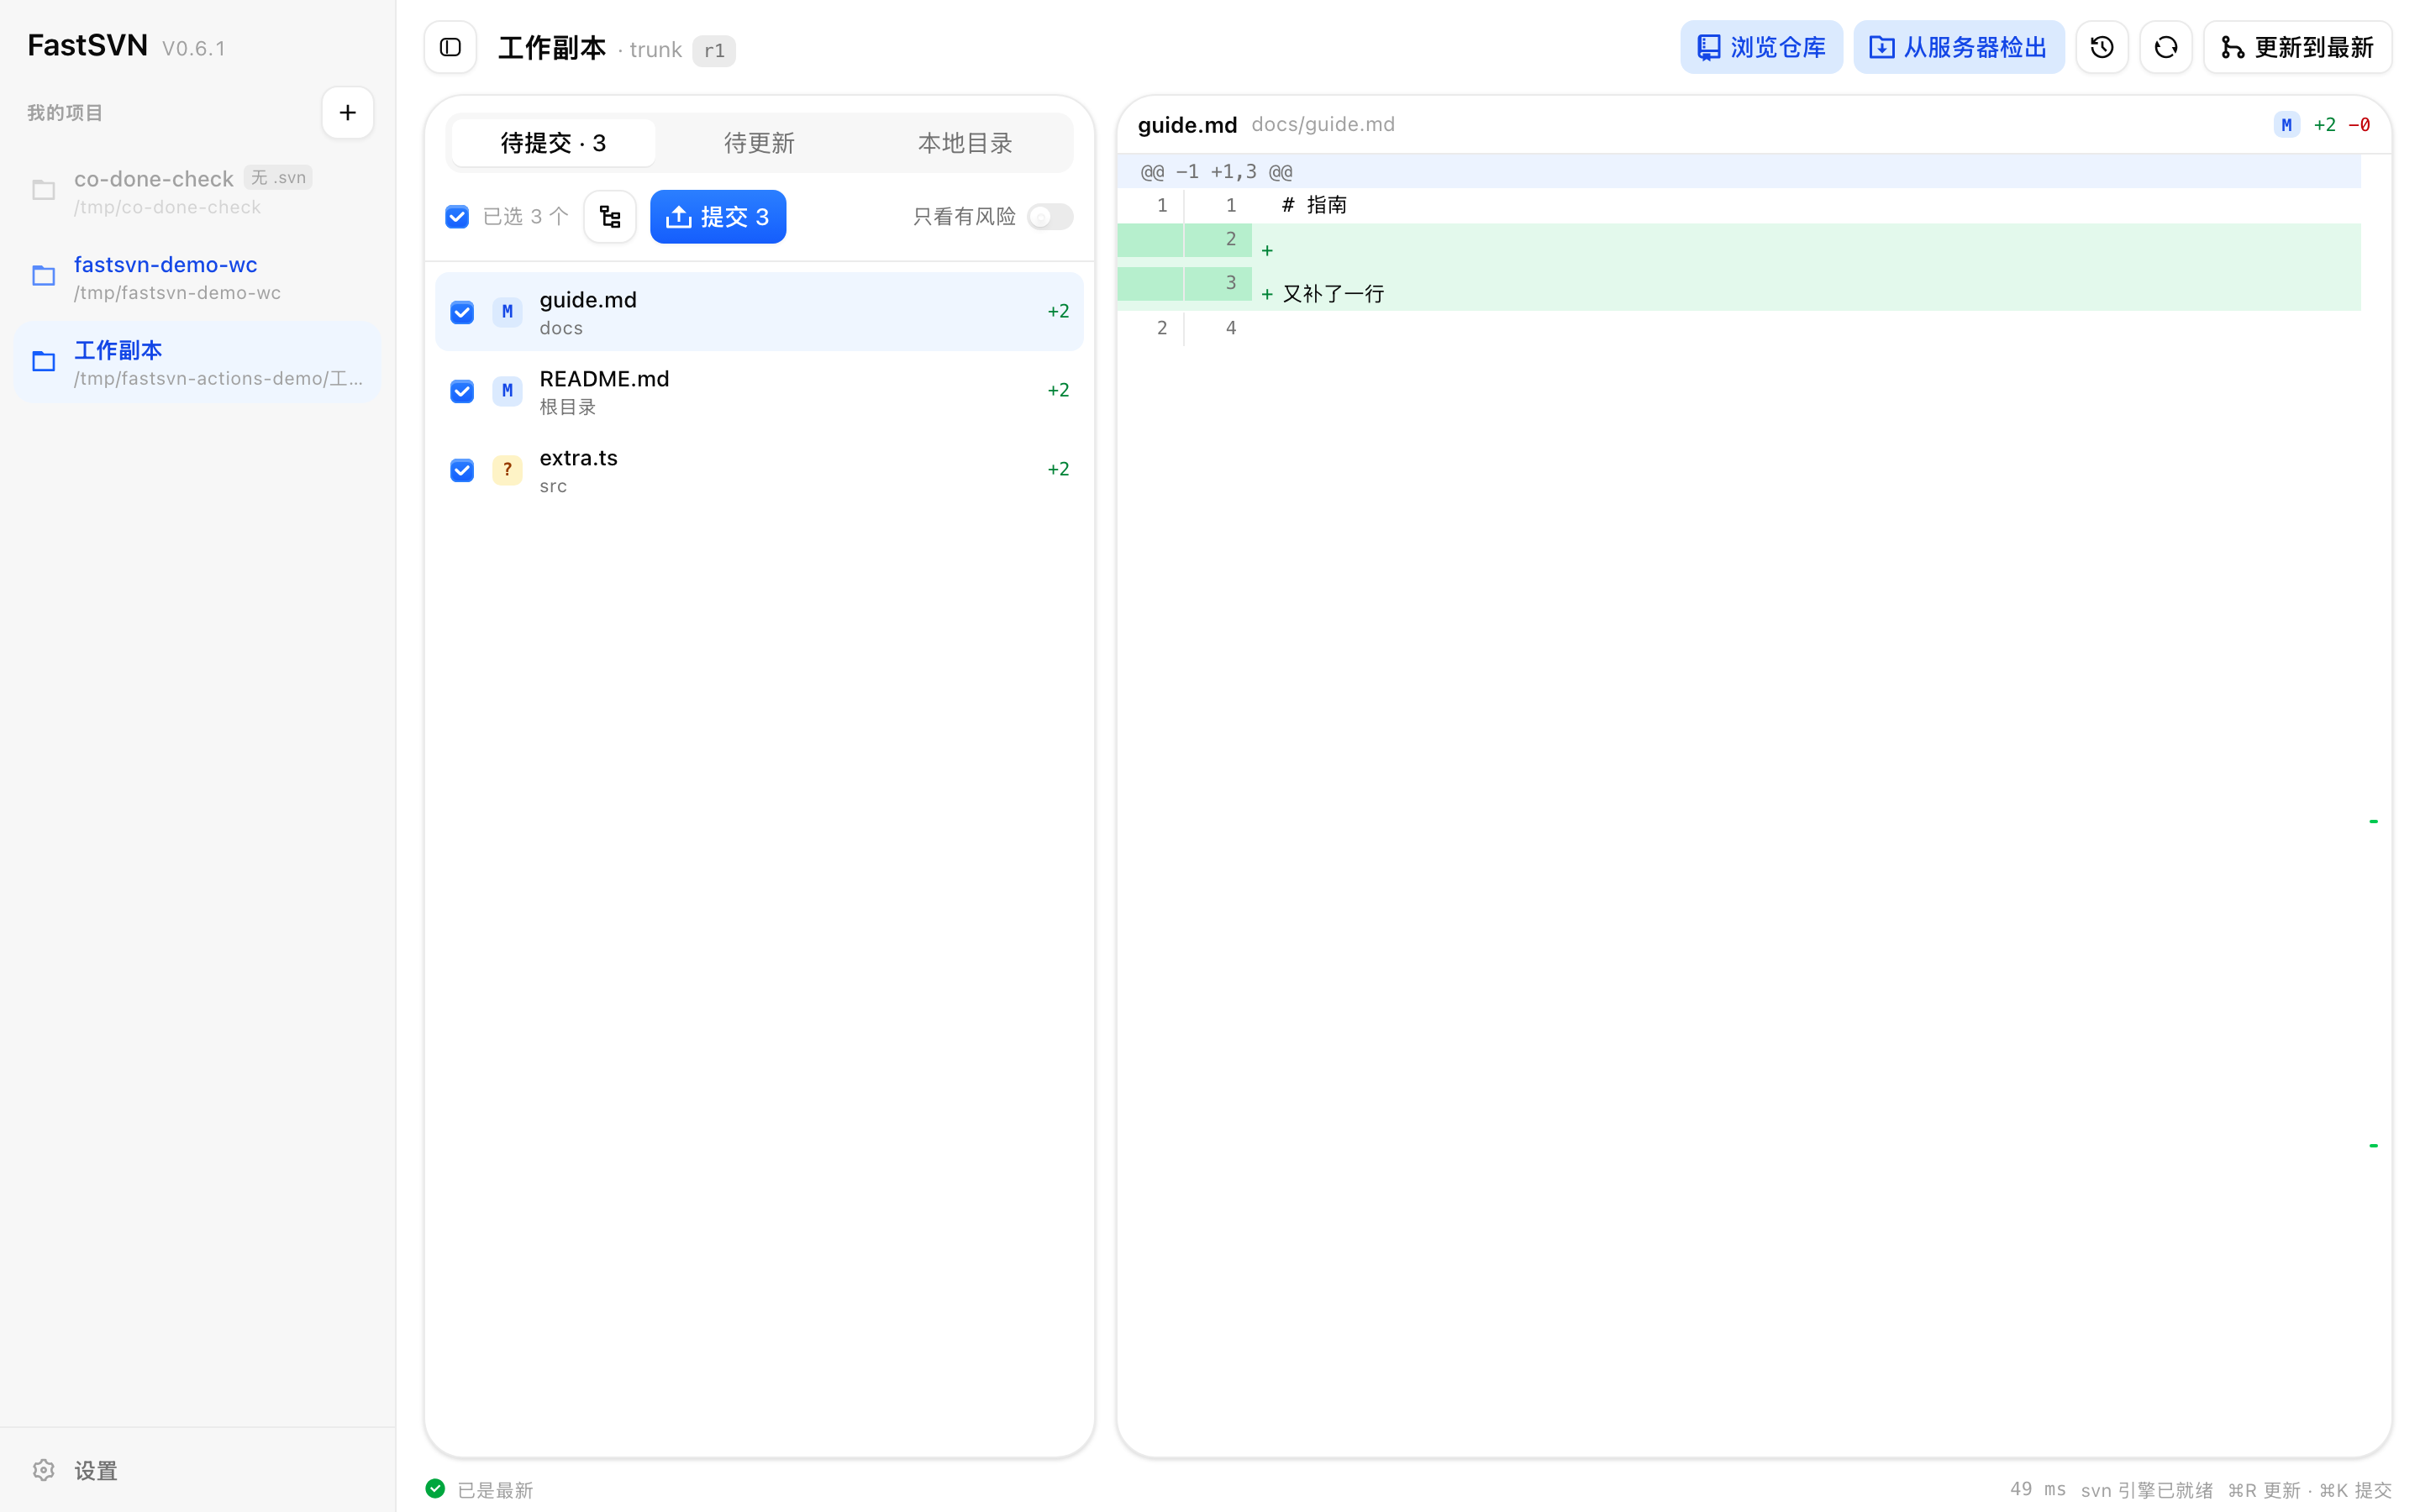 FastSVN V0.6.1
我的项目
co-done-check 无 .svn
/tmp/co-done-check
fastsvn-demo-wc
/tmp/fastsvn-demo-wc
工作副本
/tmp/fastsvn-actions-demo/工...
设置
工作副本 · trunk r1
浏览仓库
从服务器检出
更新到最新
待提交 · 3
待更新
本地目录
已选 3 个
提交 3
只看有风险
M guide.md +2
docs
M README.md +2
根目录
? extra.ts +2
src
guide.md docs/guide.md M +2 −0
@@ −1 +1,3 @@
1 1 # 指南
2 +
3 + 又补了一行
2 4
已是最新
49 ms svn 引擎已就绪 ⌘R 更新 · ⌘K 提交